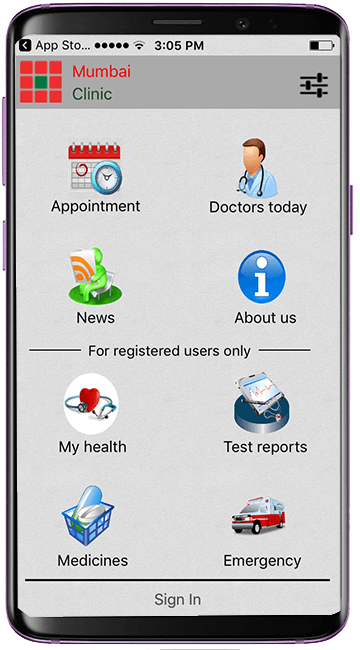 App Sto... 3:05 PM
Mumbai
Clinic
Appointment
Doctors today
News
About us
For registered users only
My health
Test reports
Medicines
Emergency
Sign In